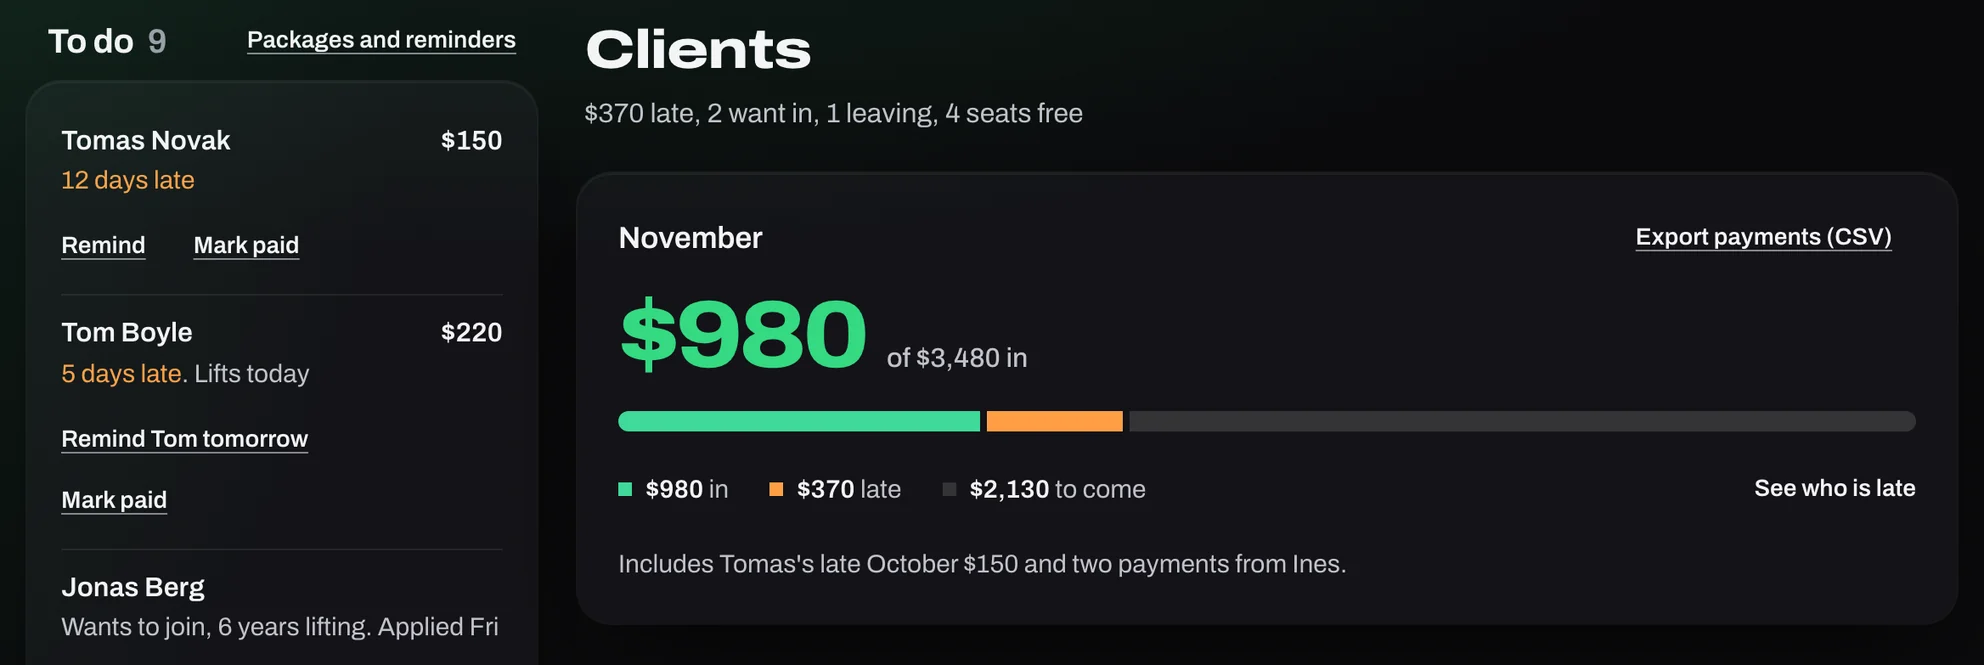 To do 9
Packages and reminders
Tomas Novak $150
12 days late
Remind Mark paid
Tom Boyle $220
5 days late. Lifts today
Remind Tom tomorrow
Mark paid
Jonas Berg
Wants to join, 6 years lifting. Applied Fri
Clients
$370 late, 2 want in, 1 leaving, 4 seats free
November
Export payments (CSV)
$980 of $3,480 in
$980 in $370 late $2,130 to come
See who is late
Includes Tomas's late October $150 and two payments from Ines.